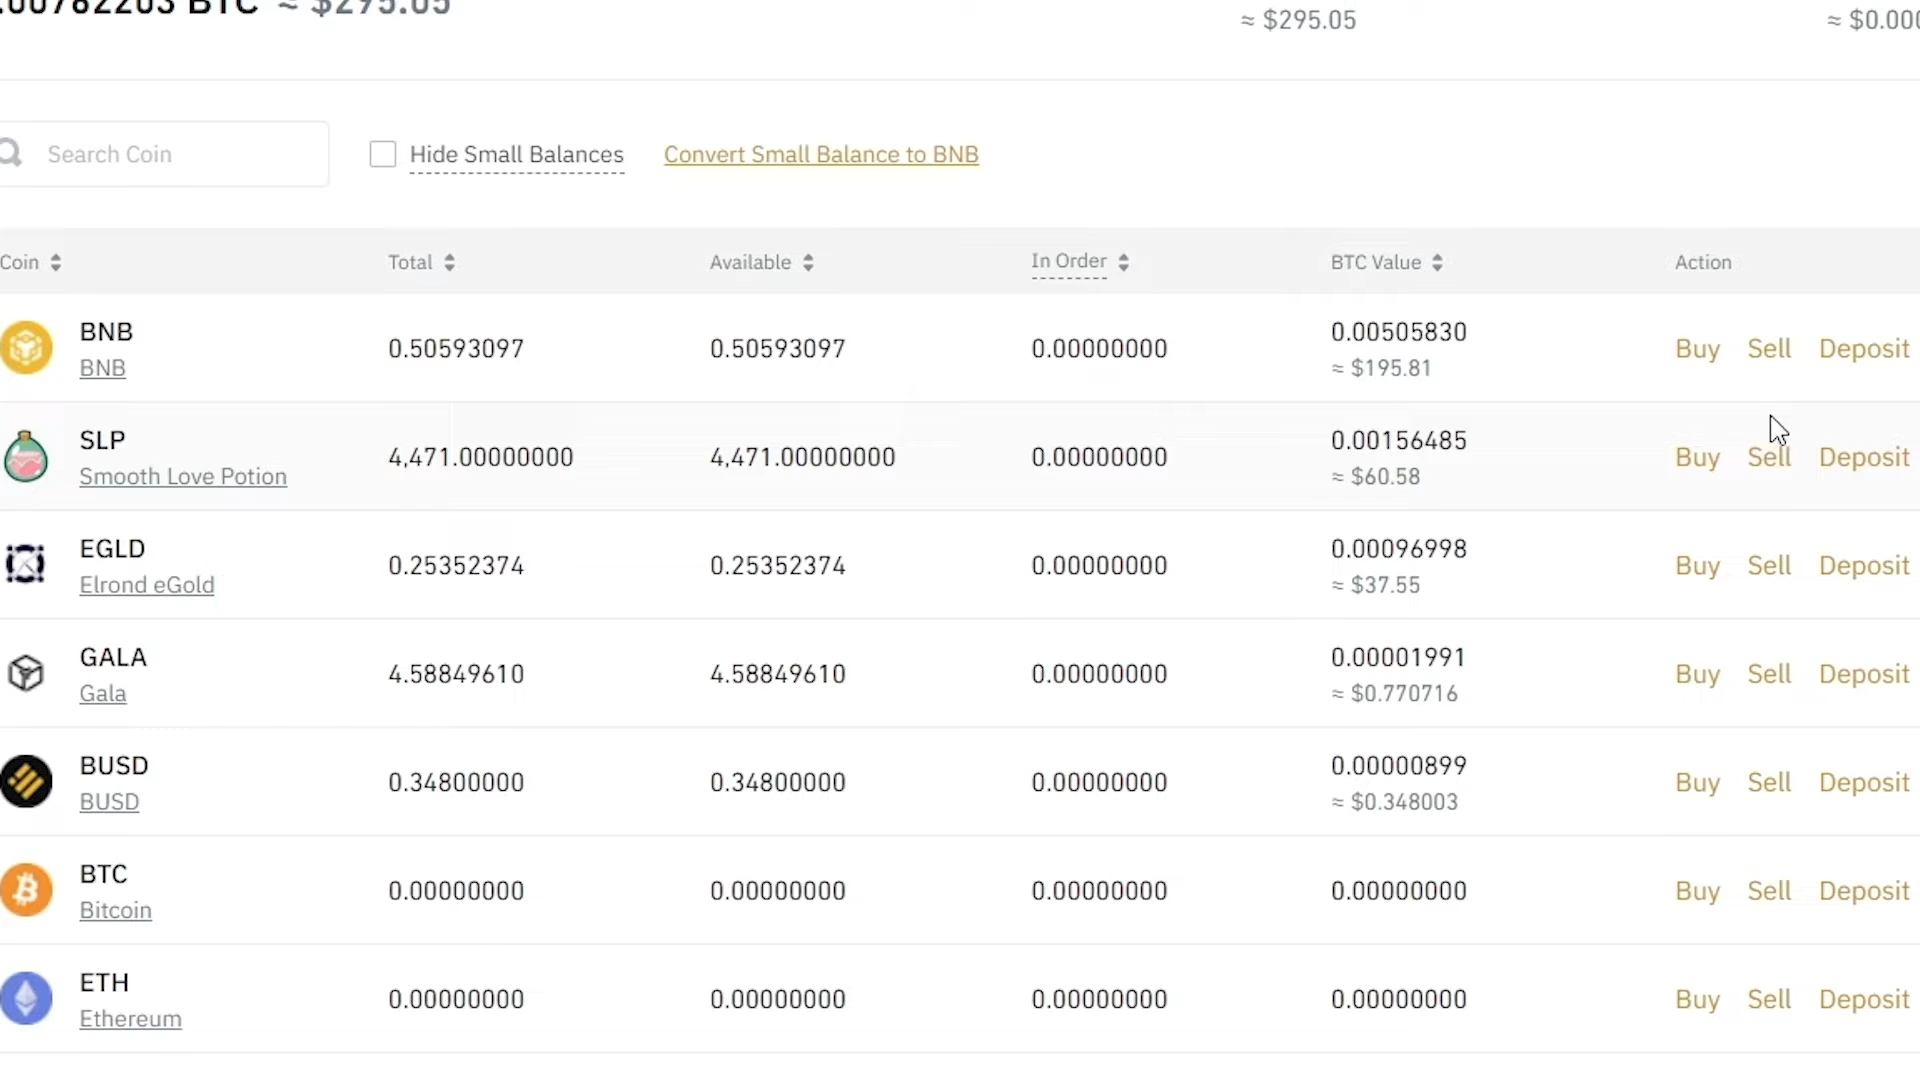 .00762203 BTC ≈ $295.05
≈ $295.05
≈ $0.000
Search Coin
Hide Small Balances
Convert Small Balance to BNB
Coin Total Available In Order BTC Value Action
BNB
BNB
0.50593097 0.50593097 0.00000000
0.00505830
≈ $195.81
Buy Sell Deposit
SLP
Smooth Love Potion
4,471.00000000 4,471.00000000 0.00000000
0.00156485
≈ $60.58
Buy Sell Deposit
EGLD
Elrond eGold
0.25352374 0.25352374 0.00000000
0.00096998
≈ $37.55
Buy Sell Deposit
GALA
Gala
4.58849610 4.58849610 0.00000000
0.00001991
≈ $0.770716
Buy Sell Deposit
BUSD
BUSD
0.34800000 0.34800000 0.00000000
0.00000899
≈ $0.348003
Buy Sell Deposit
BTC
Bitcoin
0.00000000 0.00000000 0.00000000 0.00000000
Buy Sell Deposit
ETH
Ethereum
0.00000000 0.00000000 0.00000000 0.00000000
Buy Sell Deposit